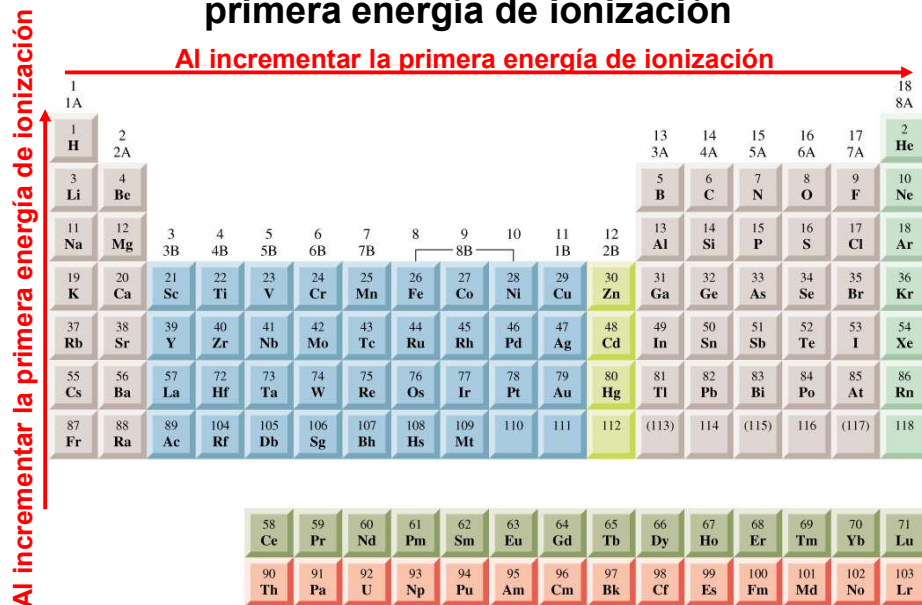 primera energía de ionización
Al incrementar la primera energía de ionización
Al incrementar la primera energía de ionización
1 18
1A 8A
1 2 13 14 15 16 17 2
H 2A 3A 4A 5A 6A 7A He
3 4 5 6 7 8 9 10
Li Be B C N O F Ne
11 12 3 4 5 6 7 8 9 10 11 12 13 14 15 16 17 18
Na Mg 3B 4B 5B 6B 7B 8B 1B 2B Al Si P S Cl Ar
19 20 21 22 23 24 25 26 27 28 29 30 31 32 33 34 35 36
K Ca Sc Ti V Cr Mn Fe Co Ni Cu Zn Ga Ge As Se Br Kr
37 38 39 40 41 42 43 44 45 46 47 48 49 50 51 52 53 54
Rb Sr Y Zr Nb Mo Tc Ru Rh Pd Ag Cd In Sn Sb Te I Xe
55 56 57 72 73 74 75 76 77 78 79 80 81 82 83 84 85 86
Cs Ba La Hf Ta W Re Os Ir Pt Au Hg Tl Pb Bi Po At Rn
87 88 89 104 105 106 107 108 109 110 111 112 (113) 114 (115) 116 (117) 118
Fr Ra Ac Rf Db Sg Bh Hs Mt
58 59 60 61 62 63 64 65 66 67 68 69 70 71
Ce Pr Nd Pm Sm Eu Gd Tb Dy Ho Er Tm Yb Lu
90 91 92 93 94 95 96 97 98 99 100 101 102 103
Th Pa U Np Pu Am Cm Bk Cf Es Fm Md No Lr